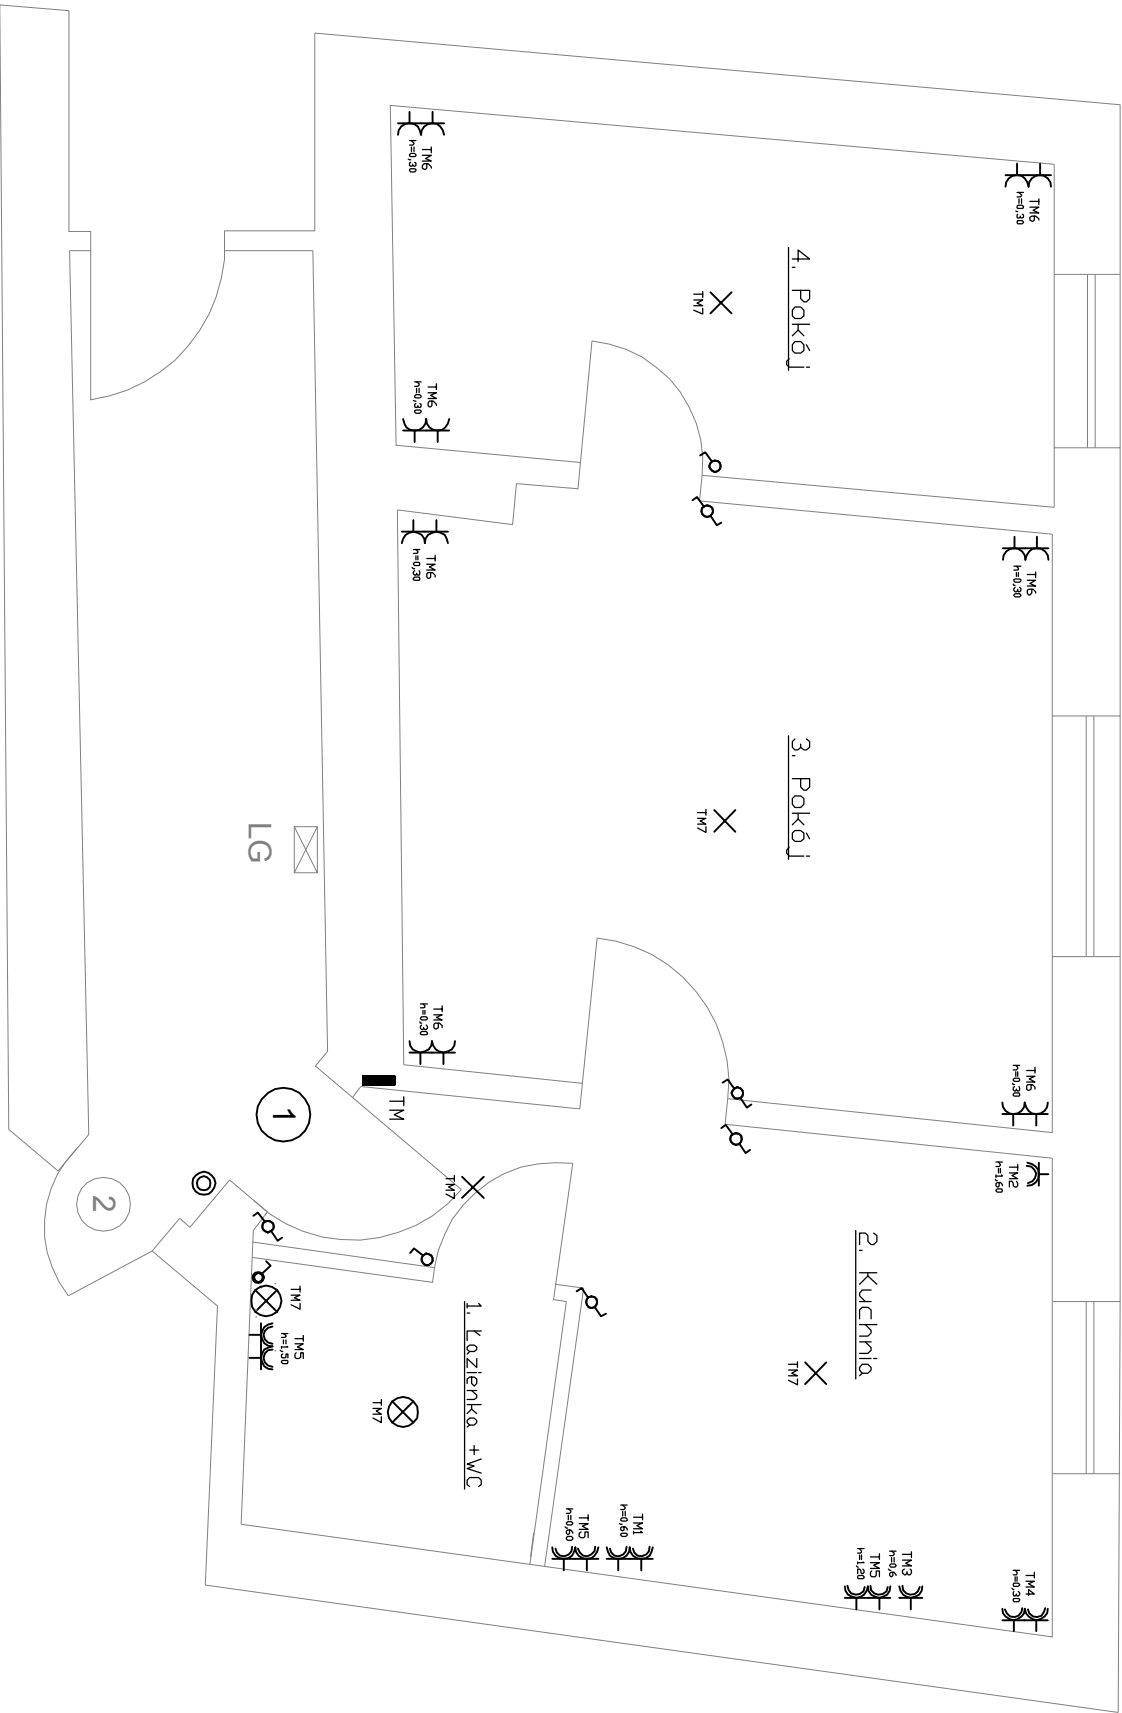 4. Pokój
TM7
TM6
h=0,30
TM6
h=0,30
TM6
h=0,30
3. Pokój
TM7
TM6
h=0,30
TM6
h=0,30
TM6
h=0,30
TM6
h=0,30
2. Kuchnia
TM7
TM2
h=1,60
TM4
h=0,30
TM3
h=0,6
TM5
h=1,20
TM1
h=0,60
TM5
h=0,60
1. Łazienka +WC
TM7
TM7
TM5
h=1,50
TM7
TM
LG
1
2